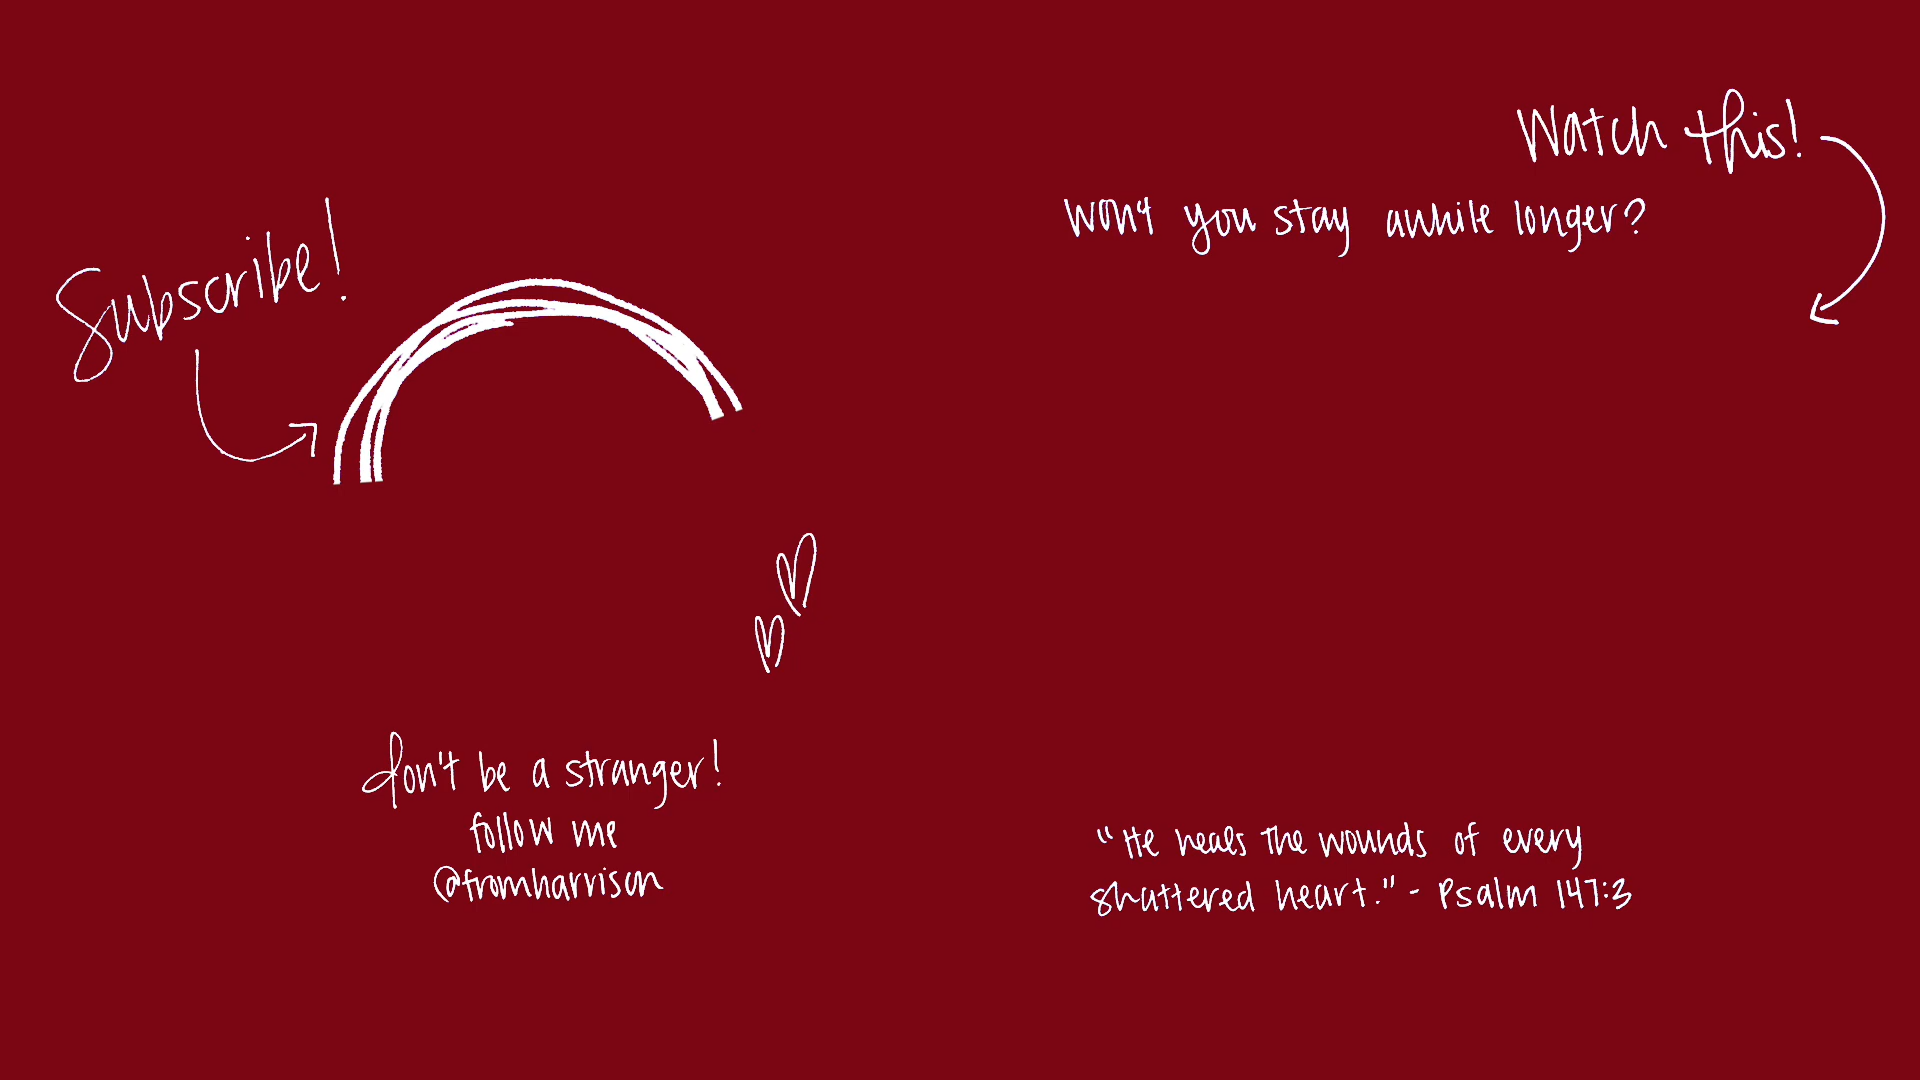 Watch this!
won't you stay awhile longer?
Subscribe!
don't be a stranger!
follow me
@fromharrison
"He heals the wounds of every
shattered heart." - Psalm 147:3